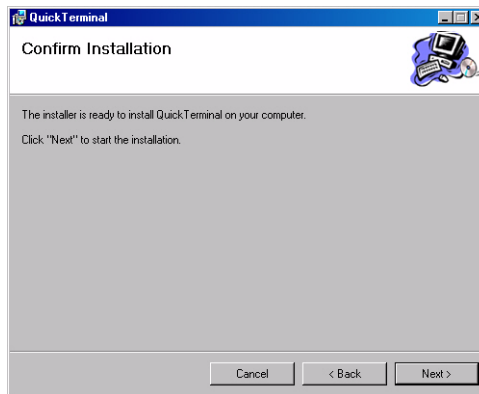 QuickTerminal
Confirm Installation
The installer is ready to install QuickTerminal on your computer.
Click "Next" to start the installation.
Cancel
< Back
Next >